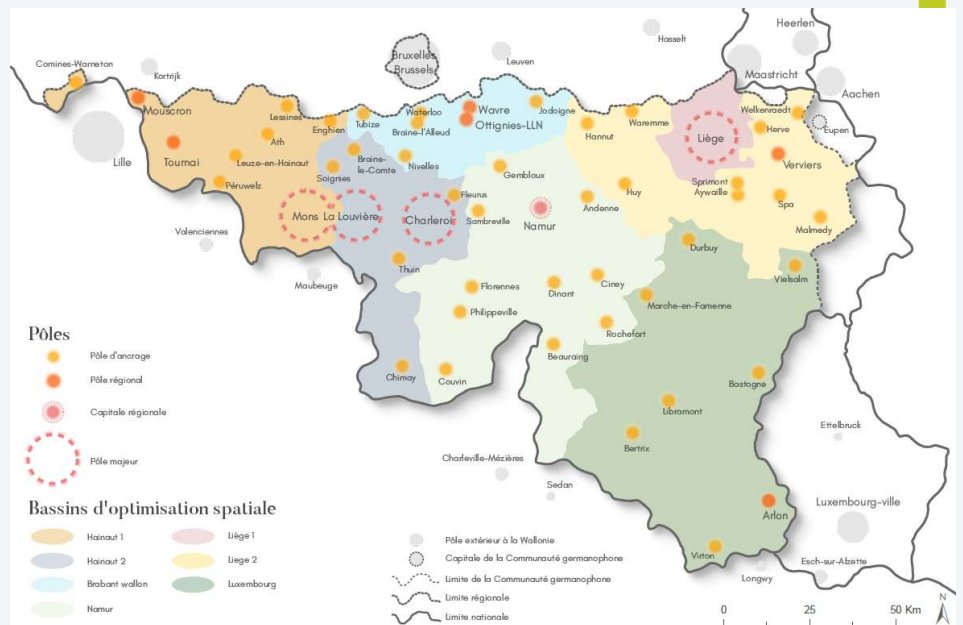 Heerlen
Hasselt
Bruxelles
Brussels
Leuven
Maastricht
Comines-Warneton
Kortrijk
Aachen
Mouscron
Lessines
Enghien
Tubize
Waterloo
Braine-l'Alleud
Wavre
Ottignies-LLN
Jodoigne
Hannut
Waremme
Welkenraedt
Herve
Eupen
Liège
Lille
Tournai
Ath
Leuze-en-Hainaut
Péruwelz
Soignies
Braine-
le-Comte
Nivelles
Gembloux
Verviers
Sprimont
Aywaille
Spa
Malmedy
Huy
Andenne
Fleurus
Sambreville
Namur
Mons
La Louvière
Charleroi
Valenciennes
Maubeuge
Thuin
Durbuy
Vielsalm
Florennes
Dinant
Ciney
Marche-en-Famenne
Philippeville
Rochefort
Beauraing
Chimay
Couvin
Bastogne
Libramont
Bertrix
Ettelbruck
Charleville-Mézières
Sedan
Arlon
Luxembourg-ville
Virton
Longwy
Esch-sur-Alzette
Pôles
Pôle d'ancrage
Pôle régional
Capitale régionale
Pôle majeur
Bassins d'optimisation spatiale
Hainaut 1
Liège 1
Hainaut 2
Liege 2
Brabant wallon
Luxembourg
Namur
Pôle extérieur à la Wallonie
Capitale de la Communauté germanophone
Limite de la Communauté germanophone
Limite régionale
Limite nationale
0
25
50 Km
N